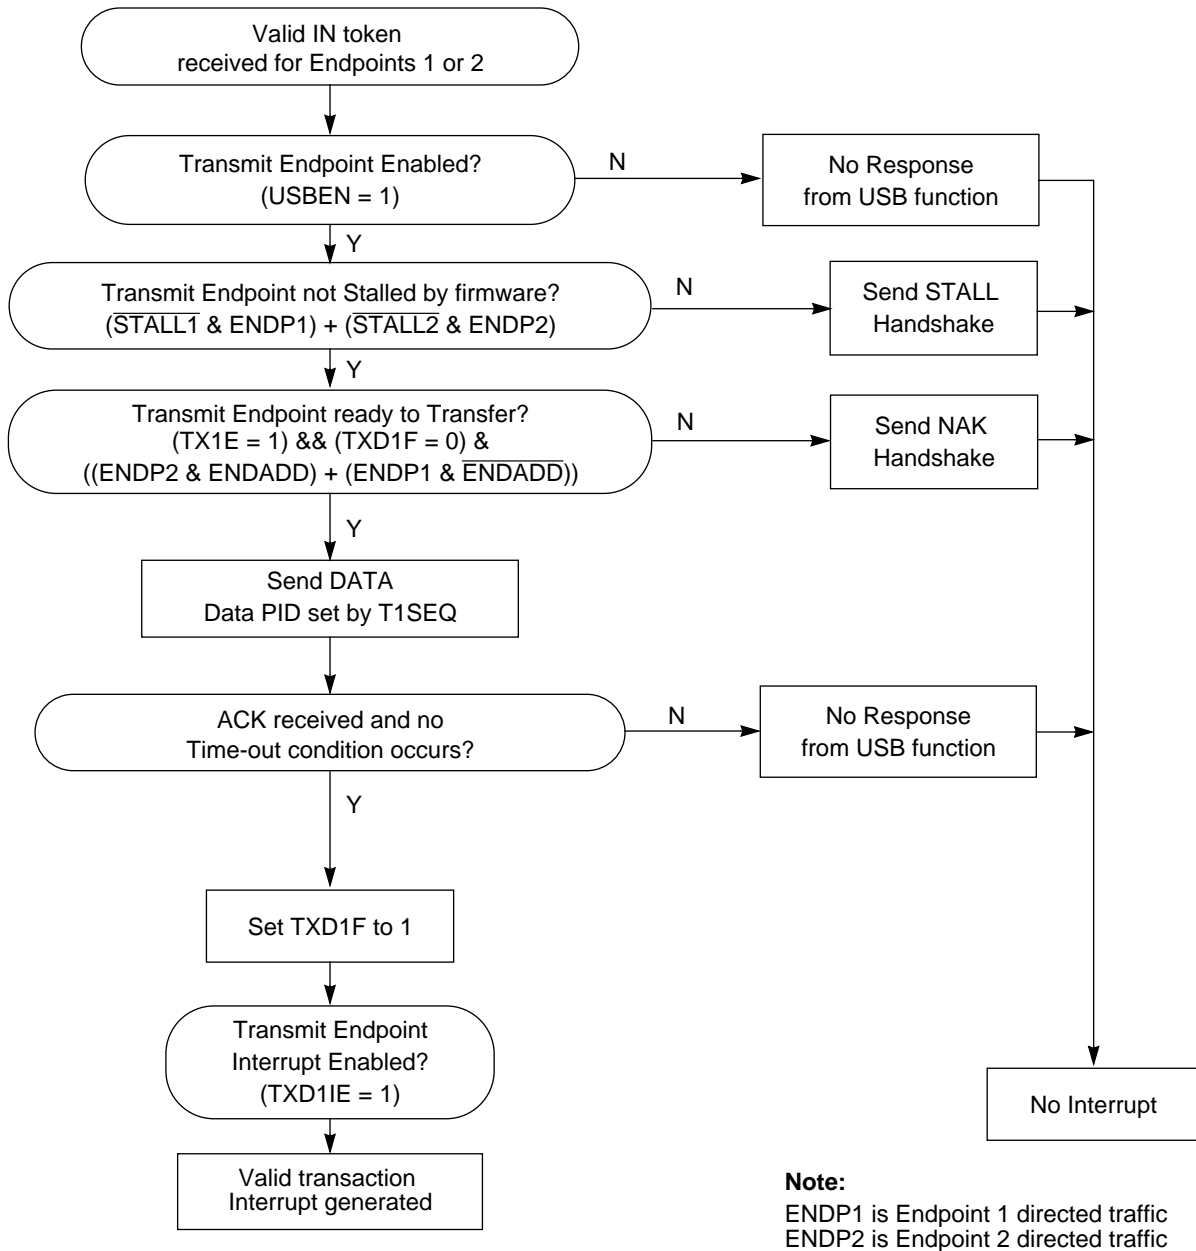 Valid IN token
received for Endpoints 1 or 2
Transmit Endpoint Enabled?
(USBEN = 1)
N
No Response
from USB function
Y
Transmit Endpoint not Stalled by firmware?
(S̅T̅A̅L̅L̅1̅ & ENDP1) + (S̅T̅A̅L̅L̅2̅ & ENDP2)
N
Send STALL
Handshake
Y
Transmit Endpoint ready to Transfer?
(TX1E = 1) && (TXD1F = 0) &
((ENDP2 & ENDADD) + (ENDP1 & E̅N̅D̅A̅D̅D̅))
N
Send NAK
Handshake
Y
Send DATA
Data PID set by T1SEQ
ACK received and no
Time-out condition occurs?
N
No Response
from USB function
Y
Set TXD1F to 1
Transmit Endpoint
Interrupt Enabled?
(TXD1IE = 1)
No Interrupt
Valid transaction
Interrupt generated
Note:
ENDP1 is Endpoint 1 directed traffic
ENDP2 is Endpoint 2 directed traffic